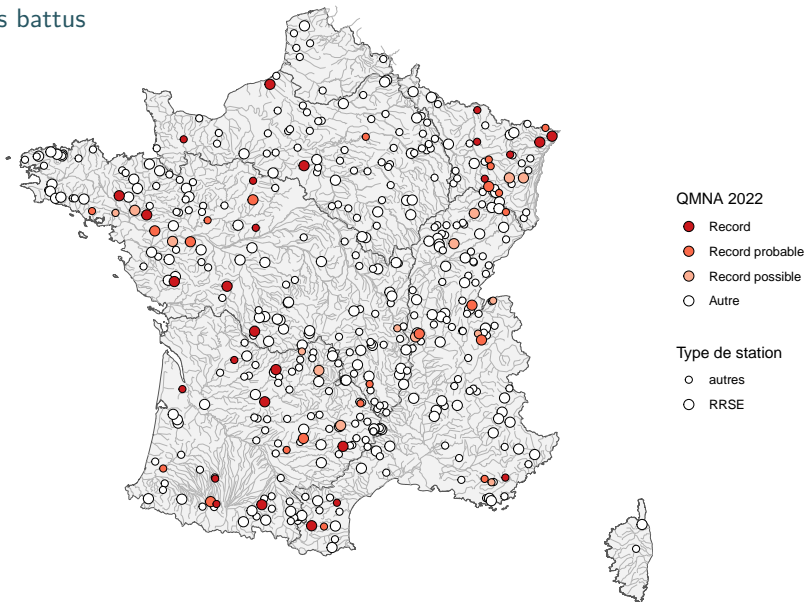 s battus
QMNA 2022
Record
Record probable
Record possible
Autre
Type de station
autres
RRSE